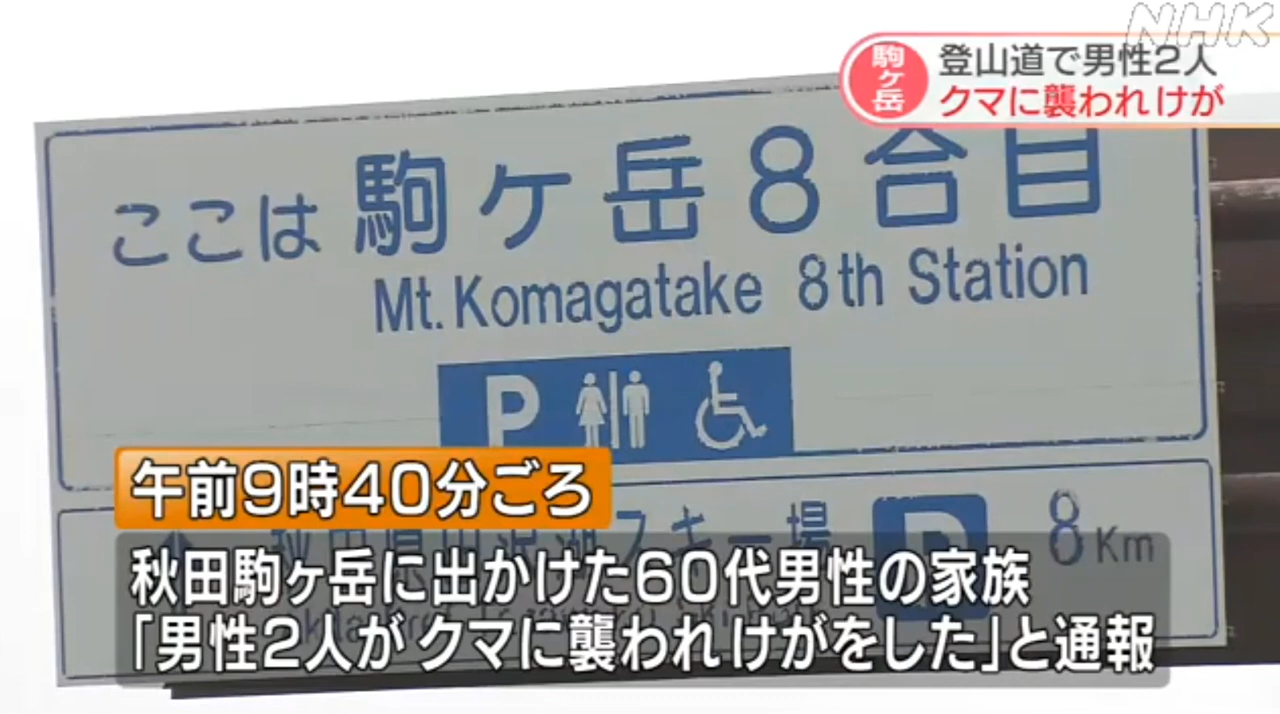 NHK
駒ヶ岳
登山道で男性2人
クマに襲われけが
ここは 駒ヶ岳8合目
Mt. Komagatake 8th Station
P
午前9時40分ごろ
スキー場 P 8Km
秋田駒ヶ岳に出かけた60代男性の家族
「男性2人がクマに襲われけがをした」と通報